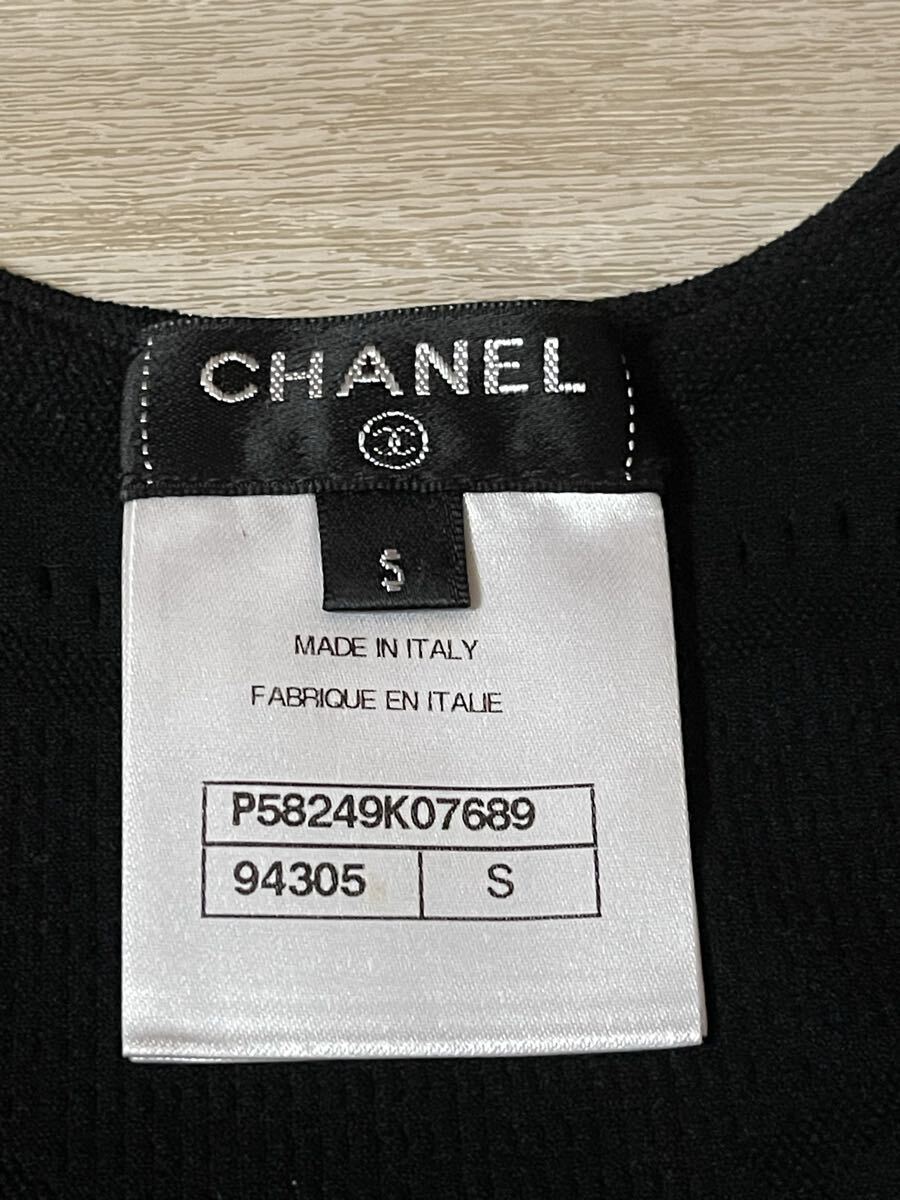 CHANEL
S
MADE IN ITALY
FABRIQUE EN ITALIE
P58249K07689
94305 S